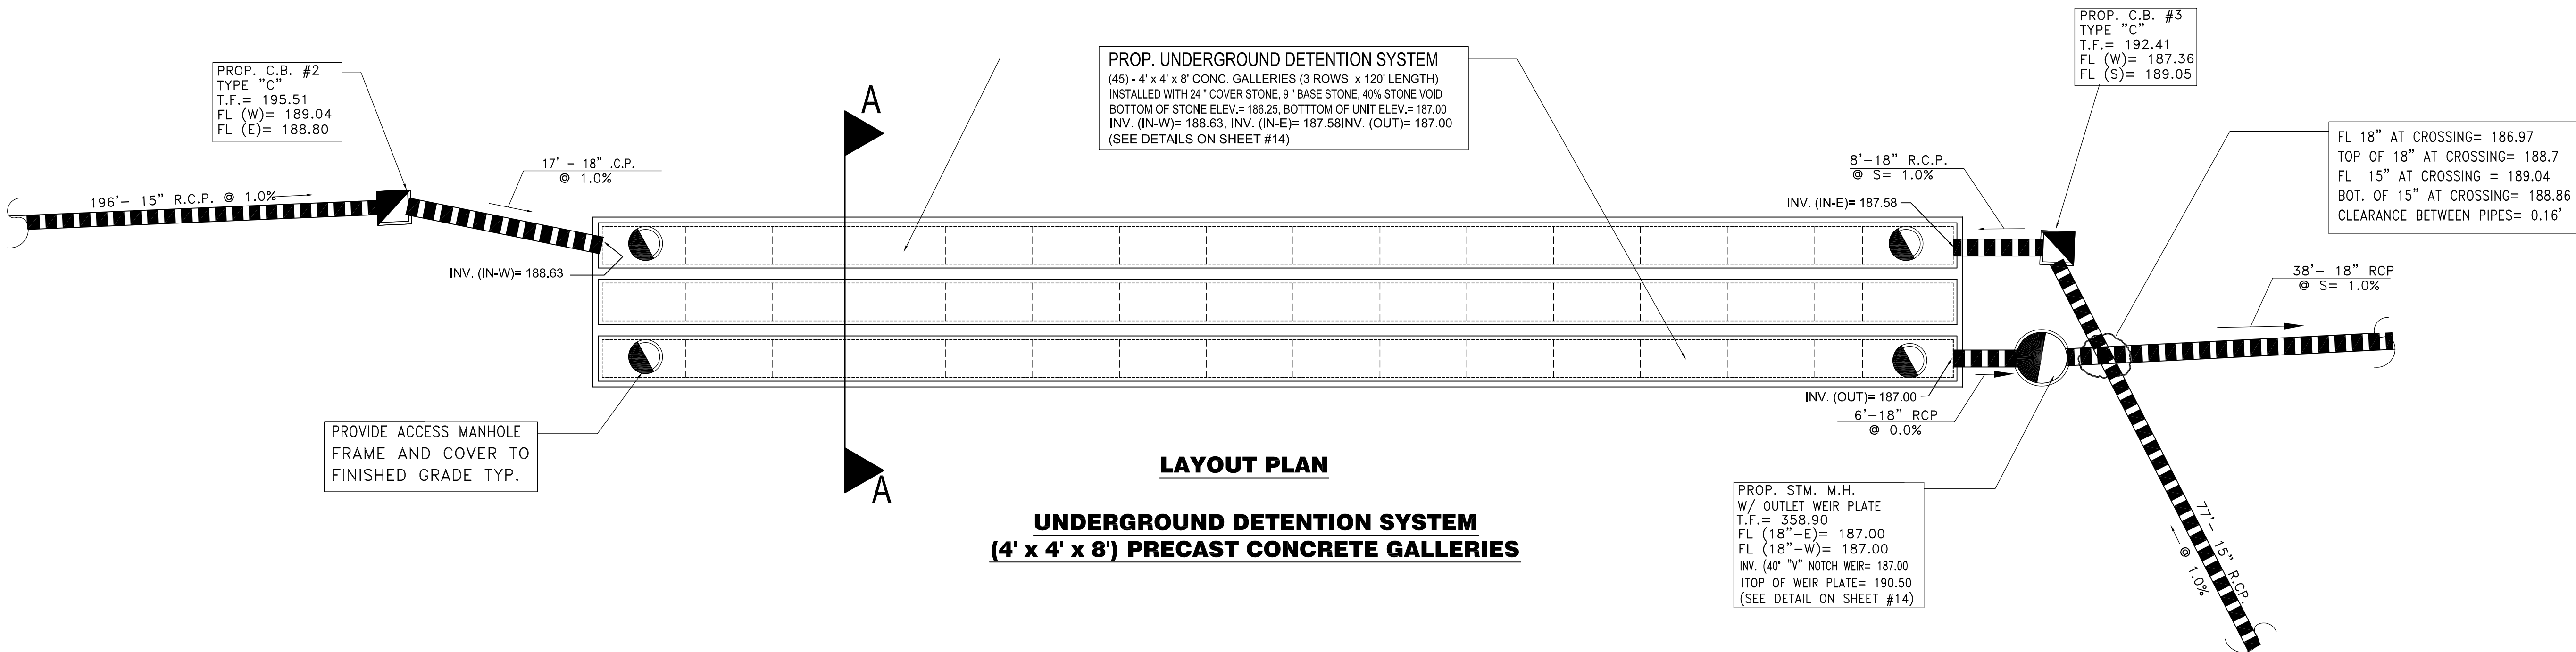 PROP. C.B. #2
TYPE "C"
T.F.= 195.51
FL (W)= 189.04
FL (E)= 188.80
196'- 15" R.C.P. @ 1.0%
17' - 18" .C.P.
@ 1.0%
INV. (IN-W)= 188.63
PROVIDE ACCESS MANHOLE
FRAME AND COVER TO
FINISHED GRADE TYP.
A
A
PROP. UNDERGROUND DETENTION SYSTEM
(45) - 4' x 4' x 8' CONC. GALLERIES (3 ROWS x 120' LENGTH)
INSTALLED WITH 24 " COVER STONE, 9 " BASE STONE, 40% STONE VOID
BOTTOM OF STONE ELEV.= 186.25, BOTTTOM OF UNIT ELEV.= 187.00
INV. (IN-W)= 188.63, INV. (IN-E)= 187.58INV. (OUT)= 187.00
(SEE DETAILS ON SHEET #14)
PROP. C.B. #3
TYPE "C"
T.F.= 192.41
FL (W)= 187.36
FL (S)= 189.05
8'-18" R.C.P.
@ S= 1.0%
INV. (IN-E)= 187.58
FL 18" AT CROSSING= 186.97
TOP OF 18" AT CROSSING= 188.7
FL 15" AT CROSSING = 189.04
BOT. OF 15" AT CROSSING= 188.86
CLEARANCE BETWEEN PIPES= 0.16'
38'- 18" RCP
@ S= 1.0%
INV. (OUT)= 187.00
6'-18" RCP
@ 0.0%
PROP. STM. M.H.
W/ OUTLET WEIR PLATE
T.F.= 358.90
FL (18"-E)= 187.00
FL (18"-W)= 187.00
INV. (40° "V" NOTCH WEIR= 187.00
ITOP OF WEIR PLATE= 190.50
(SEE DETAIL ON SHEET #14)
77'- 15" R.CP.
@ 1.0%
LAYOUT PLAN
UNDERGROUND DETENTION SYSTEM
(4' x 4' x 8') PRECAST CONCRETE GALLERIES